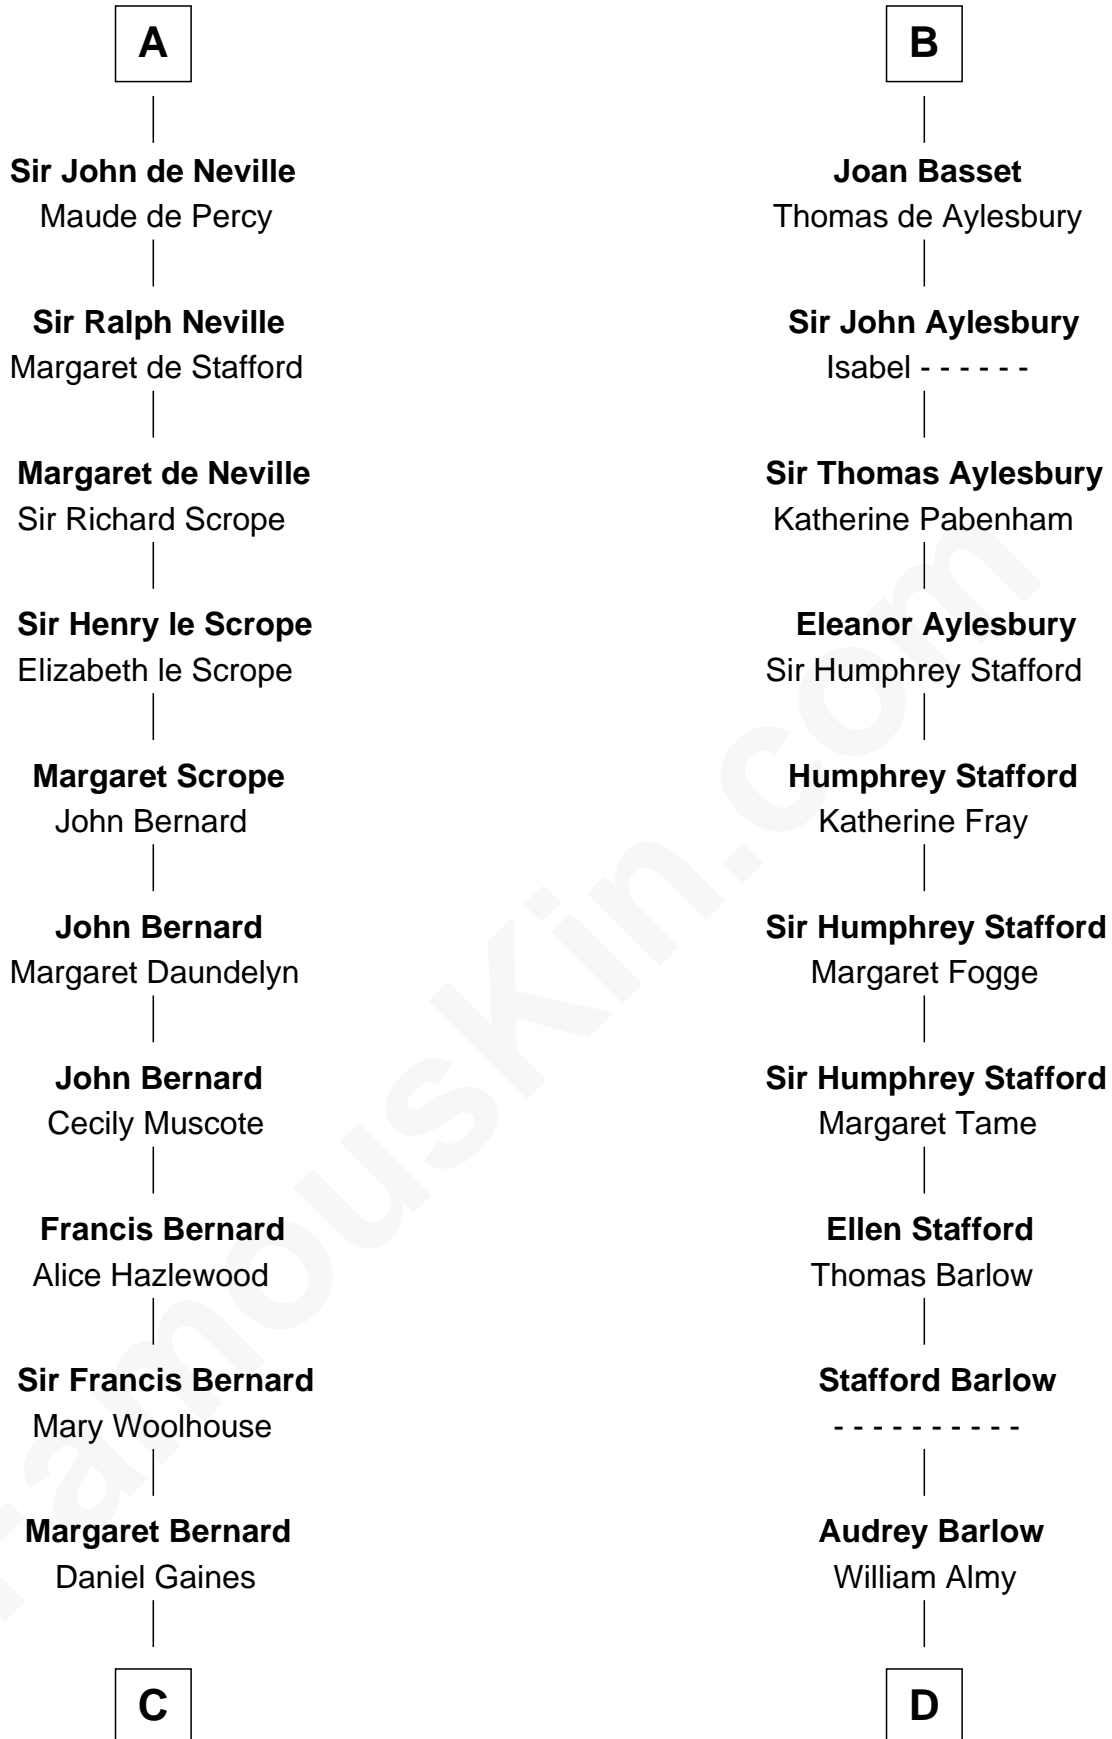 A
Sir John de Neville
Maude de Percy
Sir Ralph Neville
Margaret de Stafford
Margaret de Neville
Sir Richard Scrope
Sir Henry le Scrope
Elizabeth le Scrope
Margaret Scrope
John Bernard
John Bernard
Margaret Daundelyn
John Bernard
Cecily Muscote
Francis Bernard
Alice Hazlewood
Sir Francis Bernard
Mary Woolhouse
Margaret Bernard
Daniel Gaines
C
B
Joan Basset
Thomas de Aylesbury
Sir John Aylesbury
Isabel - - - - - -
Sir Thomas Aylesbury
Katherine Pabenham
Eleanor Aylesbury
Sir Humphrey Stafford
Humphrey Stafford
Katherine Fray
Sir Humphrey Stafford
Margaret Fogge
Sir Humphrey Stafford
Margaret Tame
Ellen Stafford
Thomas Barlow
Stafford Barlow
- - - - - - - - - -
Audrey Barlow
William Almy
D
FamousKin.com